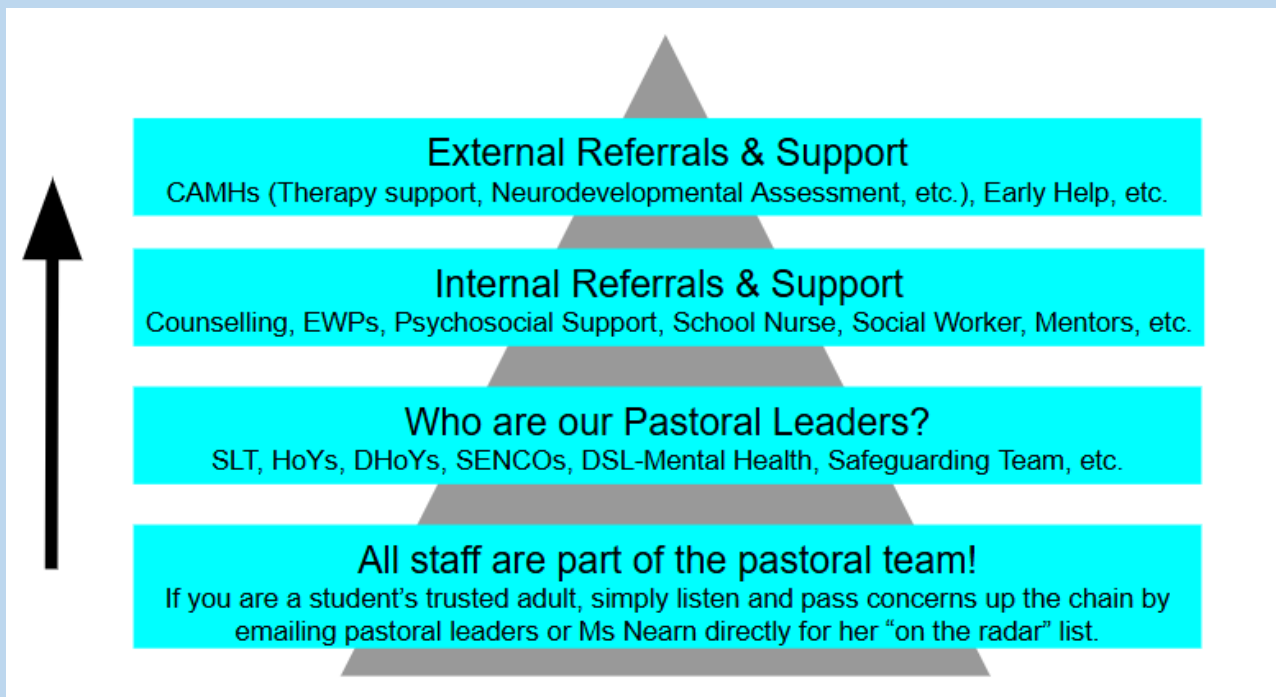 External Referrals & Support
CAMHs (Therapy support, Neurodevelopmental Assessment, etc.), Early Help, etc.
Internal Referrals & Support
Counselling, EWPs, Psychosocial Support, School Nurse, Social Worker, Mentors, etc.
Who are our Pastoral Leaders?
SLT, HoYs, DHoYs, SENCOs, DSL-Mental Health, Safeguarding Team, etc.
All staff are part of the pastoral team!
If you are a student’s trusted adult, simply listen and pass concerns up the chain by
emailing pastoral leaders or Ms Nearn directly for her “on the radar” list.